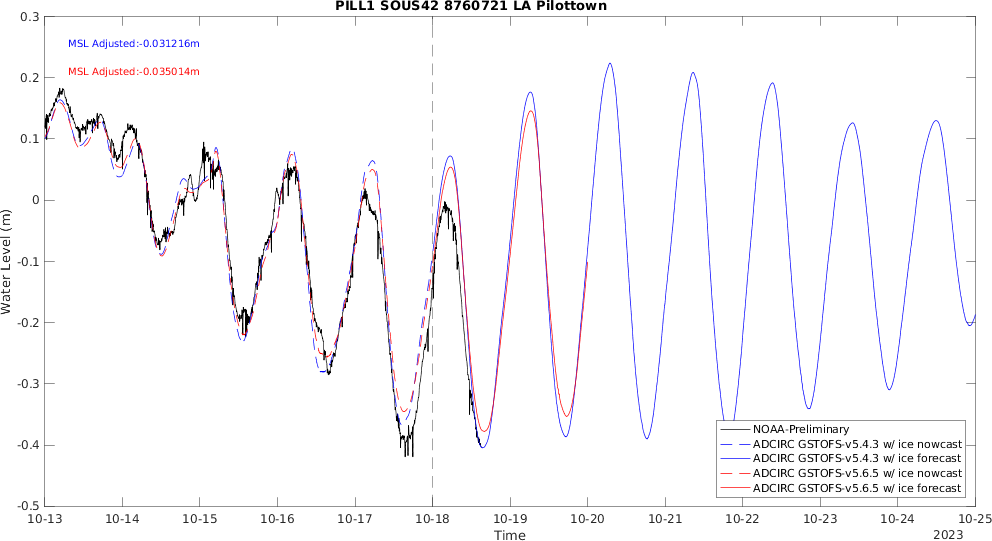 PILL1 SOUS42 8760721 LA Pilottown
0.3
0.2
0.1
0
-0.1
-0.2
-0.3
-0.4
-0.5
Water Level (m)
MSL Adjusted:-0.031216m
MSL Adjusted:-0.035014m
NOAA-Preliminary
ADCIRC GSTOFS-v5.4.3 w/ ice nowcast
ADCIRC GSTOFS-v5.4.3 w/ ice forecast
ADCIRC GSTOFS-v5.6.5 w/ ice nowcast
ADCIRC GSTOFS-v5.6.5 w/ ice forecast
10-13 10-14 10-15 10-16 10-17 10-18 10-19 10-20 10-21 10-22 10-23 10-24 10-25
Time
2023